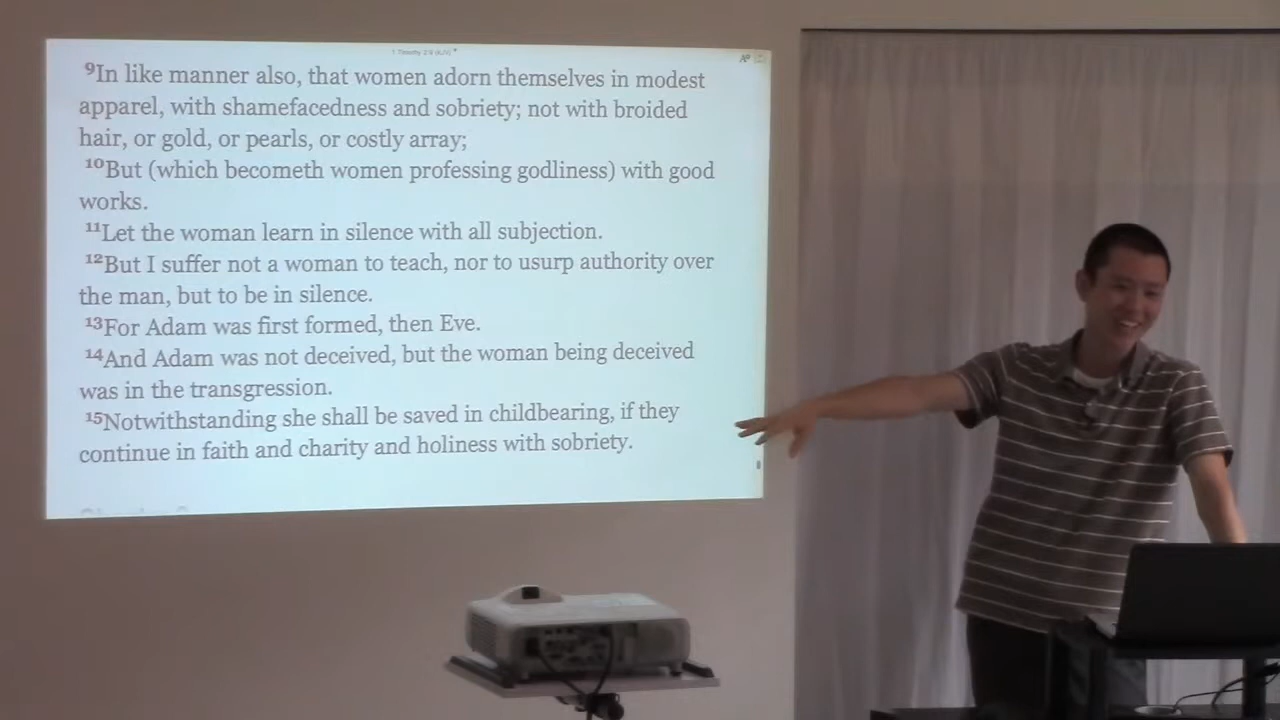 1 Timothy 2:9 (KJV)
9In like manner also, that women adorn themselves in modest
apparel, with shamefacedness and sobriety; not with broided
hair, or gold, or pearls, or costly array;
10But (which becometh women professing godliness) with good
works.
11Let the woman learn in silence with all subjection.
12But I suffer not a woman to teach, nor to usurp authority over
the man, but to be in silence.
13For Adam was first formed, then Eve.
14And Adam was not deceived, but the woman being deceived
was in the transgression.
15Notwithstanding she shall be saved in childbearing, if they
continue in faith and charity and holiness with sobriety.